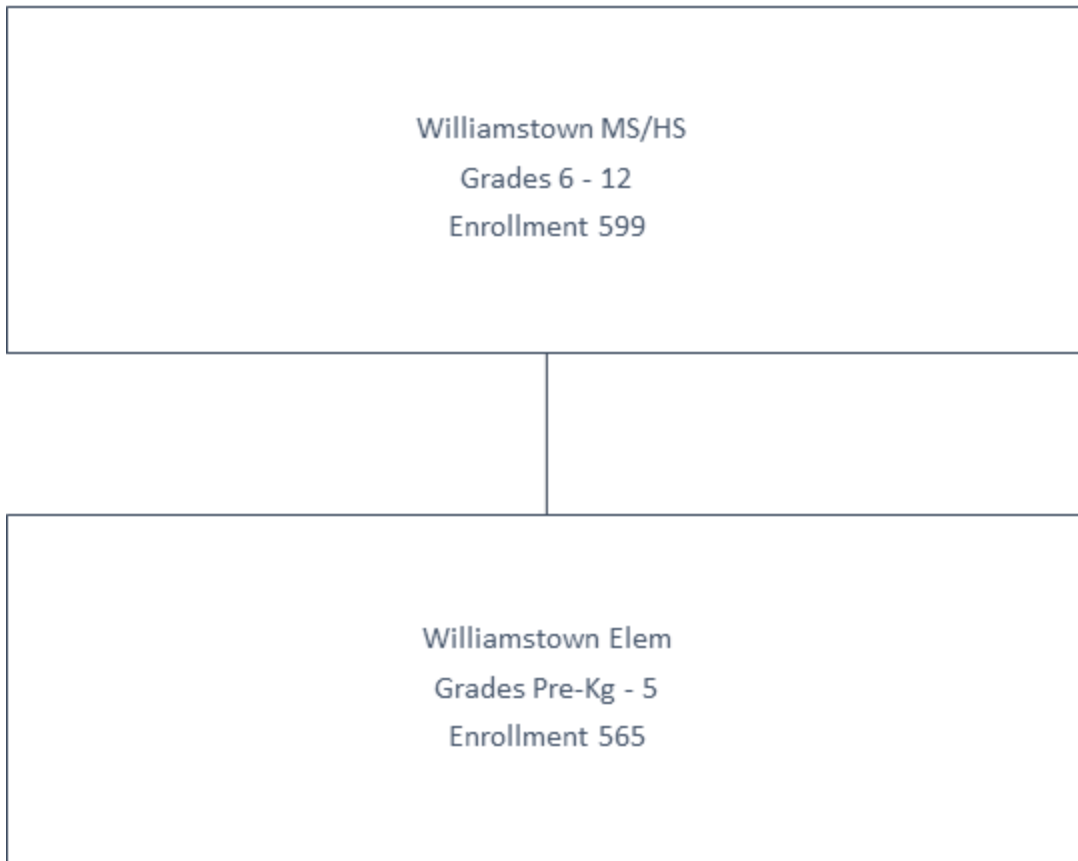 Williamstown MS/HS
Grades 6 - 12
Enrollment 599
Williamstown Elem
Grades Pre-Kg - 5
Enrollment 565